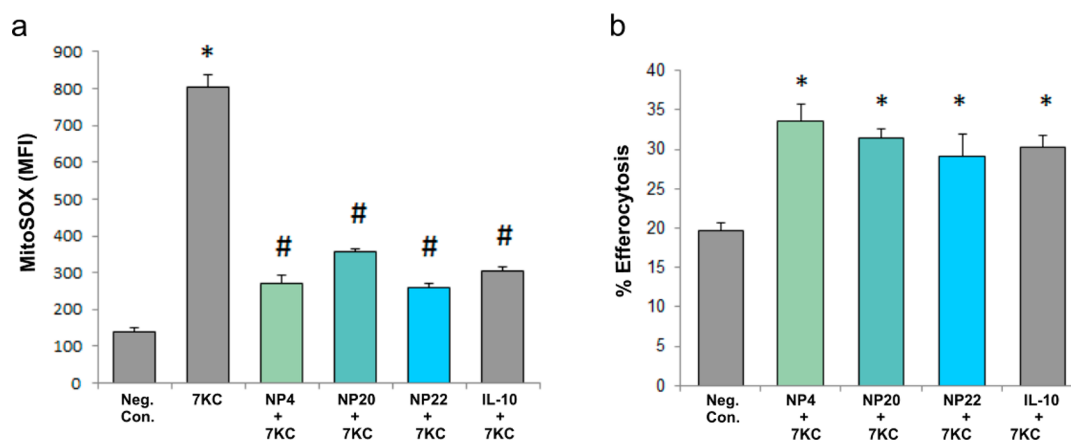 a
MitoSOX (MFI)
900
800
700
600
500
400
300
200
100
0
*
#
#
#
#
Neg. Con.
7KC
NP4 + 7KC
NP20 + 7KC
NP22 + 7KC
IL-10 + 7KC
b
% Efferocytosis
40
35
30
25
20
15
10
5
0
*
*
*
*
Neg. Con.
NP4 + 7KC
NP20 + 7KC
NP22 + 7KC
IL-10 + 7KC